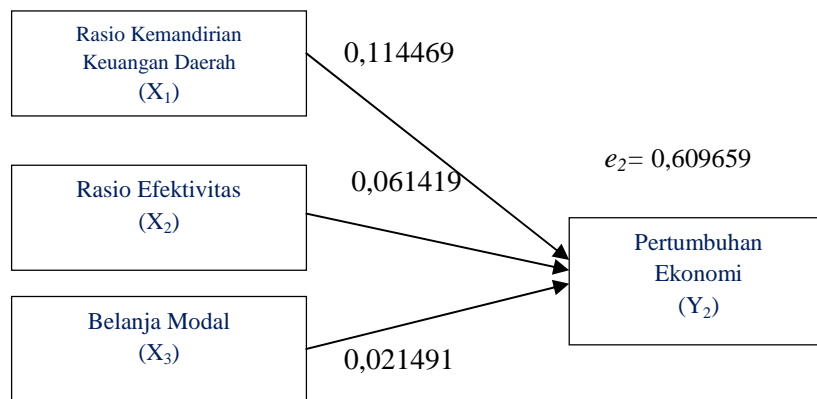 Rasio Kemandirian
Keuangan Daerah
(X₁)
0,114469
e₂= 0,609659
Rasio Efektivitas
(X₂)
0,061419
Pertumbuhan
Ekonomi
(Y₂)
Belanja Modal
(X₃)
0,021491